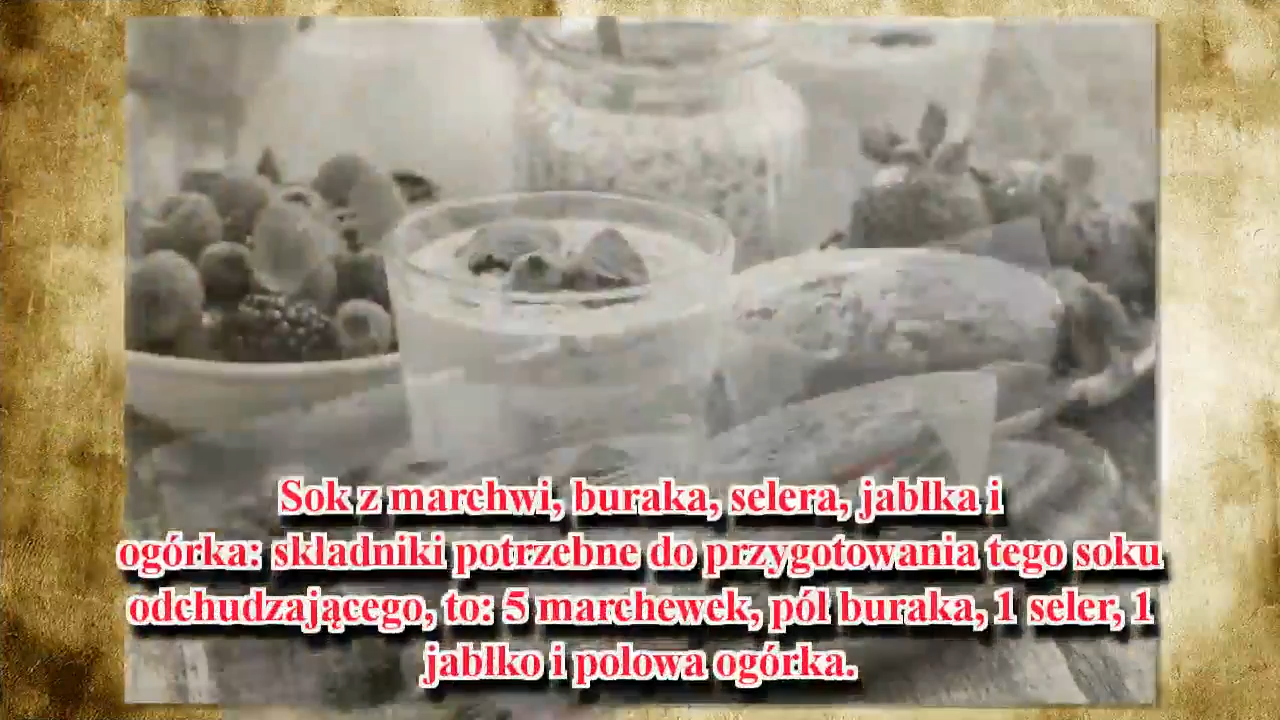 Sok z marchwi, buraka, selera, jablka i
ogórka: składniki potrzebne do przygotowania tego soku
odchudzającego, to: 5 marchewek, pól buraka, 1 seler, 1
jablko i polowa ogórka.